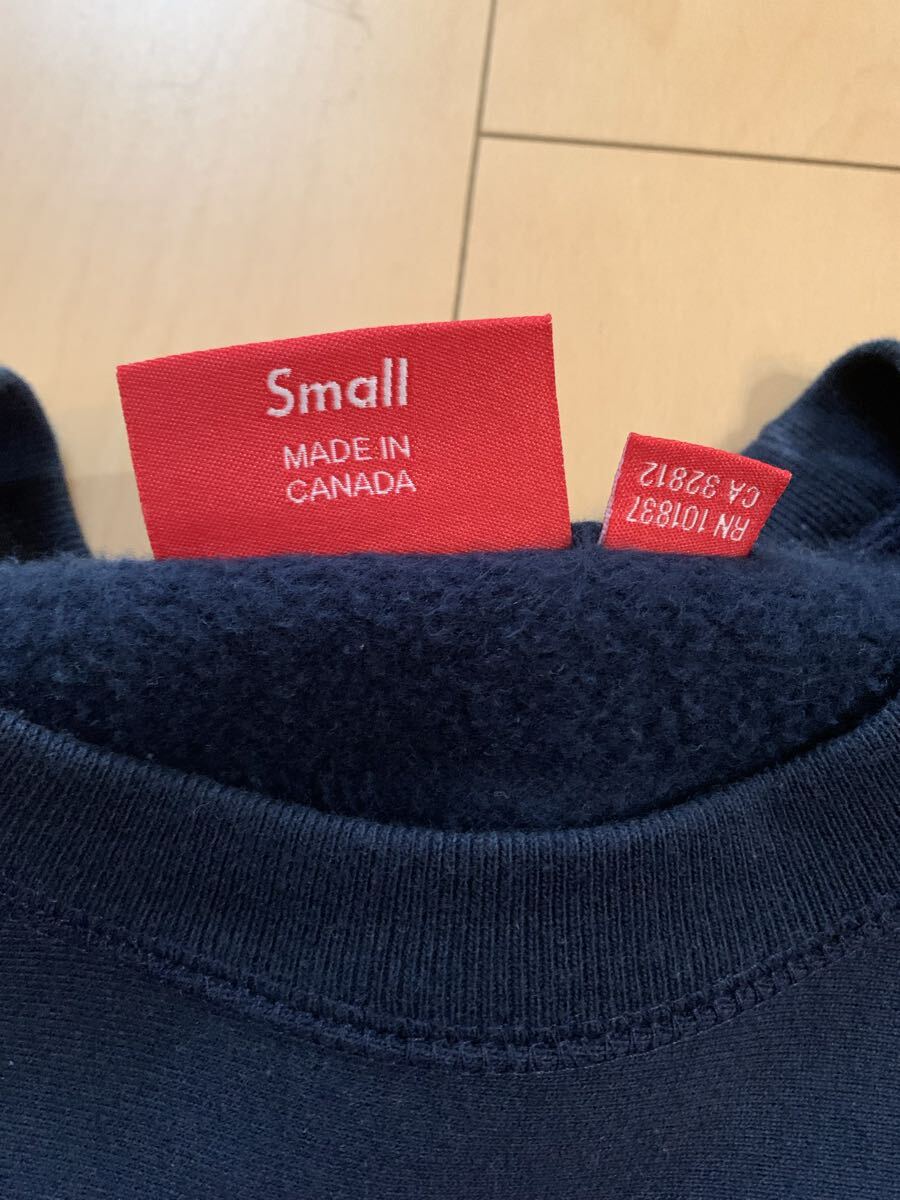 Small
MADE IN
CANADA
RN 101837
CA 32812